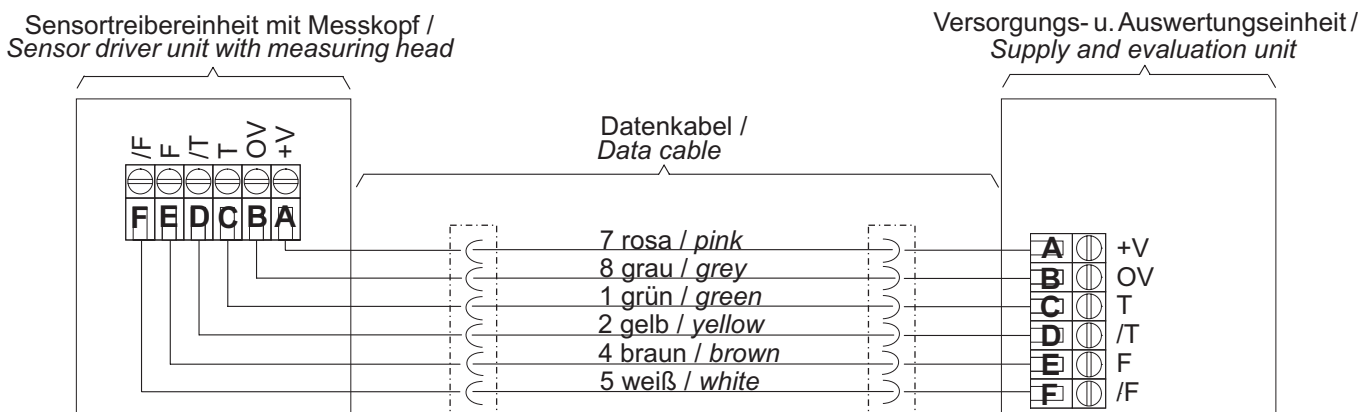 Sensortreibereinheit mit Messkopf /
Sensor driver unit with measuring head
Versorgungs- u. Auswertungseinheit /
Supply and evaluation unit
Datenkabel /
Data cable
/F F /T T OV +V
F E D C B A
7 rosa / pink
8 grau / grey
1 grün / green
2 gelb / yellow
4 braun / brown
5 weiß / white
A +V
B OV
C T
D /T
E F
F /F